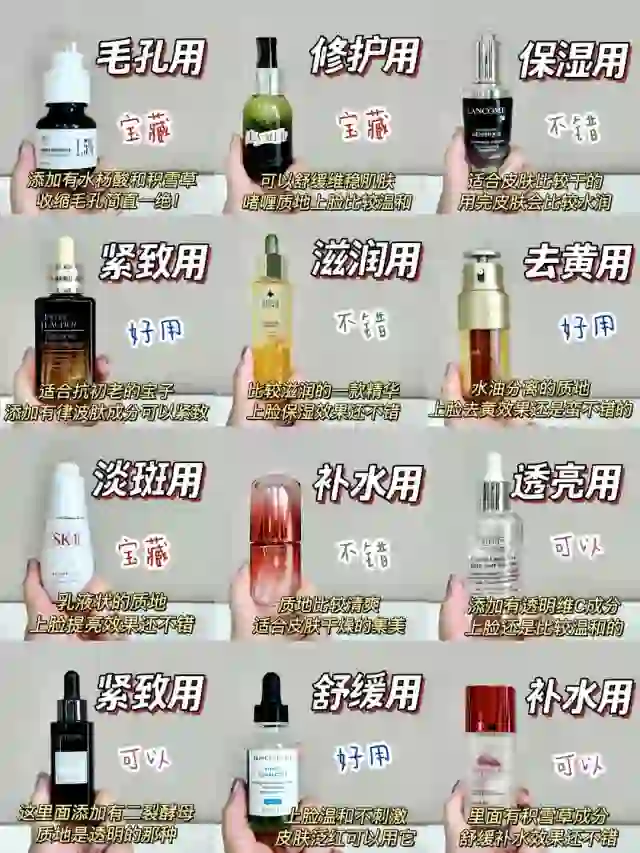 毛孔用
宝藏
1.5%
添加有水杨酸和积雪草
收缩毛孔简直一绝!
修护用
宝藏
LA MER
可以舒缓维稳肌肤
啫喱质地上脸比较温和
保湿用
不错
LANCOME
适合皮肤比较干的
用完皮肤会比较水润
紧致用
好用
ESTEE
LAUDER
适合抗初老的宝子
添加有律波肽成分可以紧致
滋润用
不错
比较滋润的一款精华
上脸保湿效果还不错
去黄用
好用
水油分离的质地
上脸去黄效果还是蛮不错的
淡斑用
宝藏
SK-II
乳液状的质地
上脸提亮效果还不错
补水用
不错
质地比较清爽
适合皮肤干燥的集美
透亮用
可以
添加有透明维C成分
上脸还是比较温和的
紧致用
可以
这里面添加有二裂酵母
质地是透明的那种
舒缓用
好用
上脸温和不刺激
皮肤泛红可以用它
补水用
可以
里面有积雪草成分
舒缓补水效果还不错